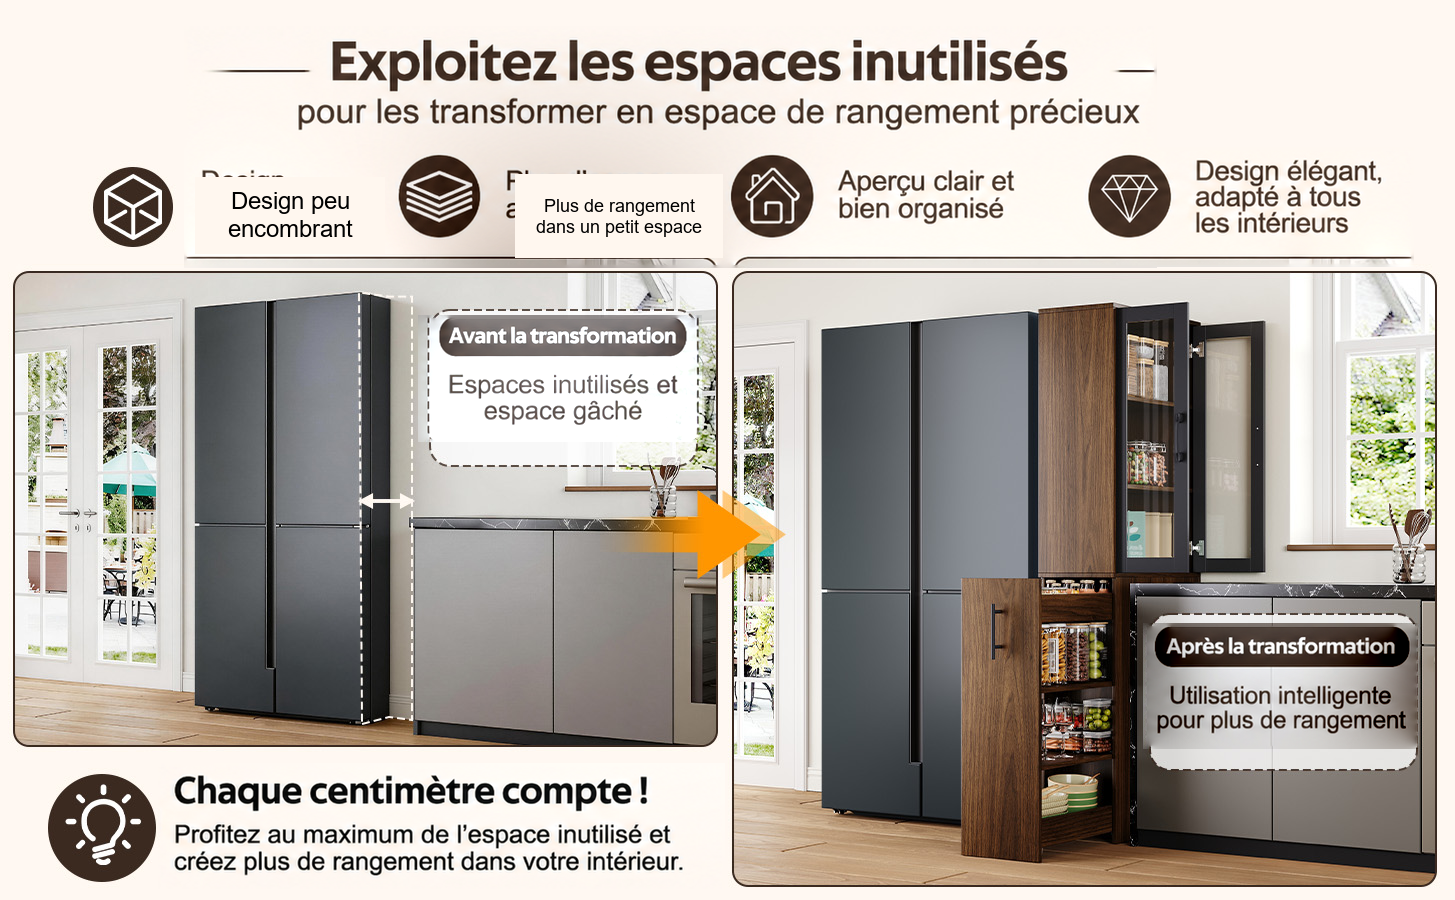 Exploitez les espaces inutilisés
pour les transformer en espace de rangement précieux
Design
Design peu
encombrant
Plus de rangement
dans un petit espace
Aperçu clair et
bien organisé
Design élégant,
adapté à tous
les intérieurs
Avant la transformation
Espaces inutilisés et
espace gâché
Après la transformation
Utilisation intelligente
pour plus de rangement
Chaque centimètre compte !
Profitez au maximum de l'espace inutilisé et
créez plus de rangement dans votre intérieur.